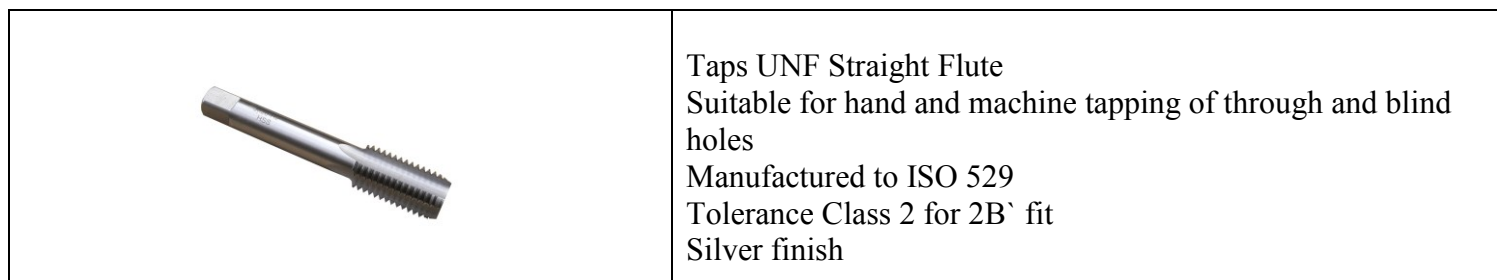 HSS
Taps UNF Straight Flute
Suitable for hand and machine tapping of through and blind
holes
Manufactured to ISO 529
Tolerance Class 2 for 2B` fit
Silver finish